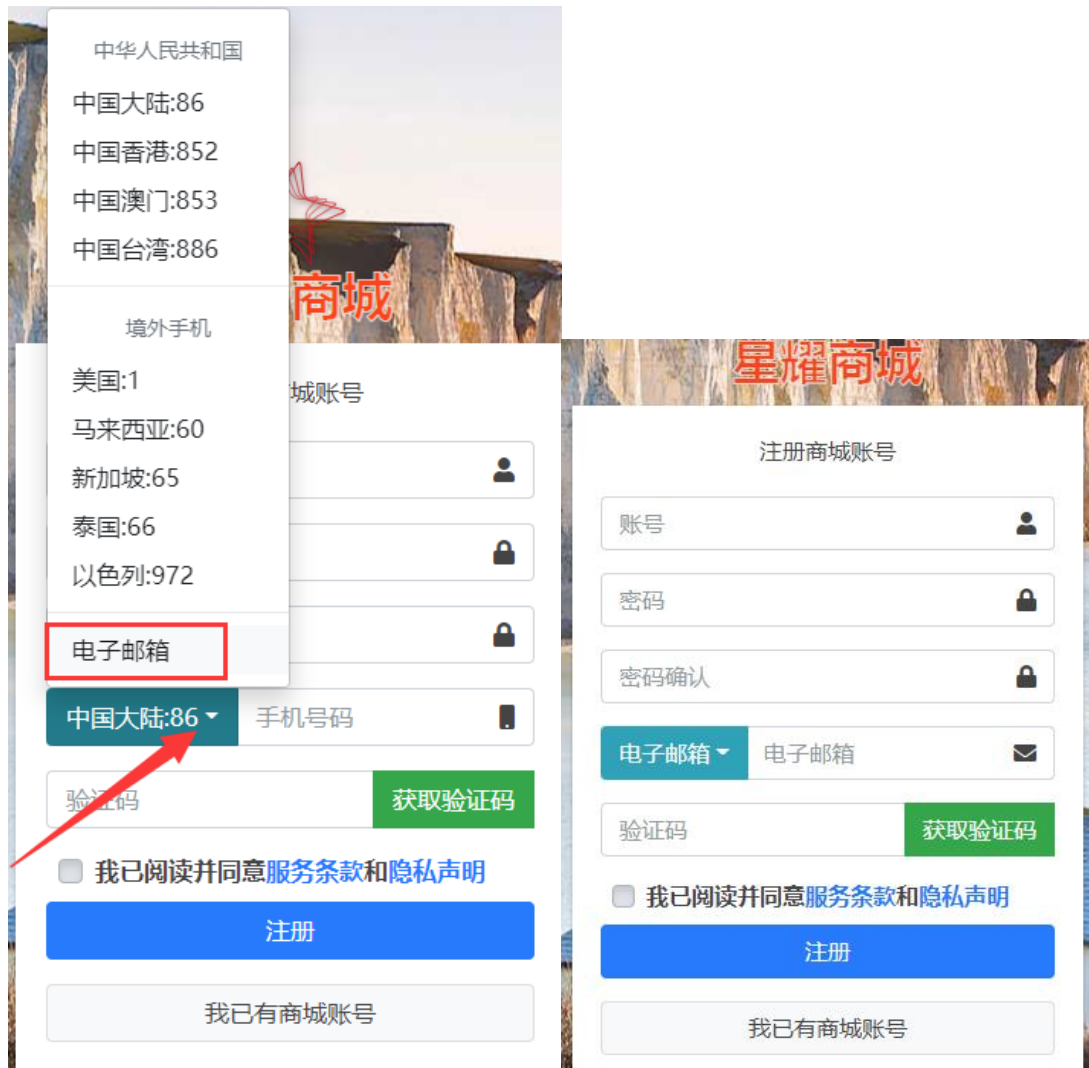 中华人民共和国
中国大陆:86
中国香港:852
中国澳门:853
中国台湾:886
境外手机
美国:1
马来西亚:60
新加坡:65
泰国:66
以色列:972
电子邮箱
商城
城账号
中国大陆:86
手机号码
验证码
获取验证码
我已阅读并同意服务条款和隐私声明
注册
我已有商城账号
星耀商城
注册商城账号
账号
密码
密码确认
电子邮箱
电子邮箱
验证码
获取验证码
我已阅读并同意服务条款和隐私声明
注册
我已有商城账号